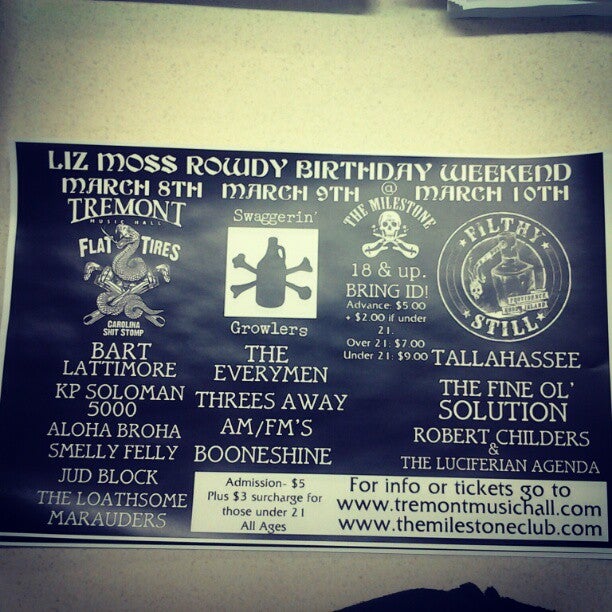 LIZ MOSS ROWDY BIRTHDAY WEEKEND
MARCH 8TH MARCH 9TH @ MARCH 10TH
TREMONT
MUSIC HALL
FLAT TIRES
CAROLINA
SHIT STOMP
BART
LATTIMORE
KP SOLOMAN
5000
ALOHA BROHA
SMELLY FELLY
JUD BLOCK
THE LOATHSOME
MARAUDERS
Swaggerin'
Growlers
THE
EVERYMEN
THREES AWAY
AM/FM'S
BOONESHINE
THE MILESTONE
18 & up.
BRING ID!
Advance: $5.00
+ $2.00 if under
21.
Over 21: $7.00
Under 21: $9.00
FILTHY
PROVIDENCE
RHODE ISLAND
STILL
TALLAHASSEE
THE FINE OL'
SOLUTION
ROBERT CHILDERS
&
THE LUCIFERIAN AGENDA
Admission- $5
Plus $3 surcharge for
those under 21
All Ages
For info or tickets go to
www.tremontmusichall.com
www.themilestoneclub.com